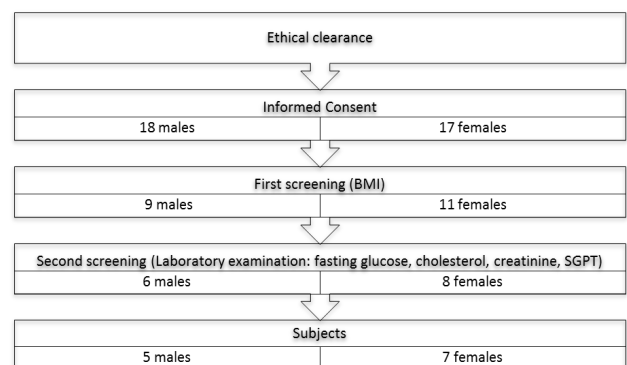 Ethical clearance
Informed Consent
18 males 17 females
First screening (BMI)
9 males 11 females
Second screening (Laboratory examination: fasting glucose, cholesterol, creatinine, SGPT)
6 males 8 females
Subjects
5 males 7 females